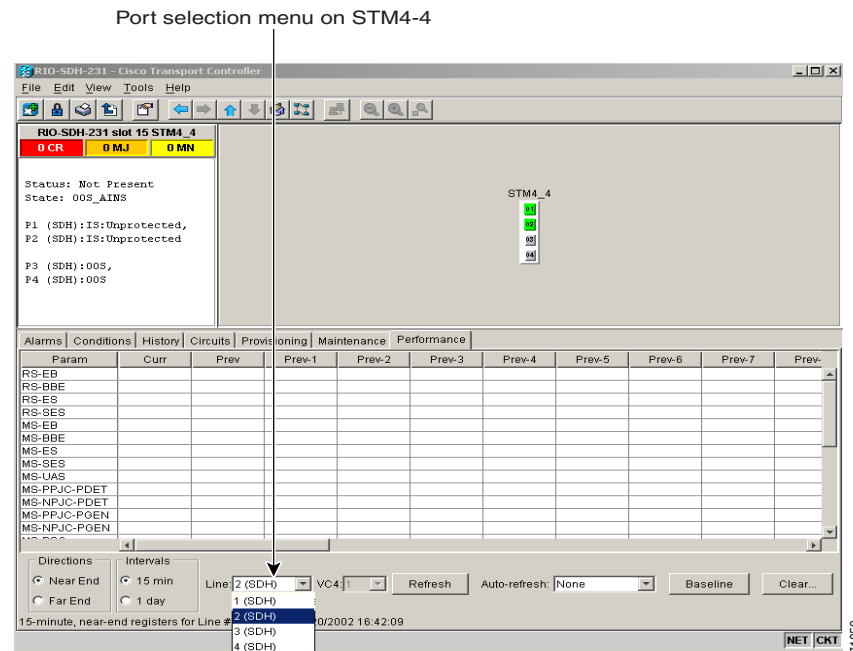 Port selection menu on STM4-4
RIO-SDH-231 - Cisco Transport Controller
File Edit View Tools Help
RIO-SDH-231 slot 15 STM4_4
0 CR 0 MJ 0 MN
Status: Not Present
State: OOS_AINS
P1 (SDH):IS:Unprotected,
P2 (SDH):IS:Unprotected
P3 (SDH):OOS,
P4 (SDH):OOS
STM4_4
01
02
03
04
Alarms Conditions History Circuits Provisioning Maintenance Performance
Param Curr Prev Prev-1 Prev-2 Prev-3 Prev-4 Prev-5 Prev-6 Prev-7 Prev-
RS-EB
RS-BBE
RS-ES
RS-SES
MS-EB
MS-BBE
MS-ES
MS-SES
MS-UAS
MS-PPJC-PDET
MS-NPJC-PDET
MS-PPJC-PGEN
MS-NPJC-PGEN
Directions Intervals
Near End 15 min Line: 2 (SDH) VC4: 1 Refresh Auto-refresh: None Baseline Clear...
Far End 1 day
1 (SDH)
2 (SDH)
3 (SDH)
4 (SDH)
15-minute, near-end registers for Line # 0/2002 16:42:09
NET CKT